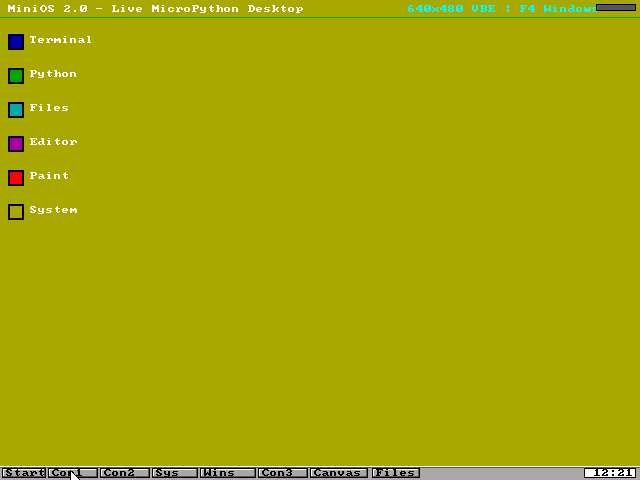 MiniOS 2.0 - Live MicroPython Desktop 640x480 VBE : F4 Window
Terminal
Python
Files
Editor
Paint
System
Start Con1 Con2 Sys Wins Con3 Canvas Files 12:21